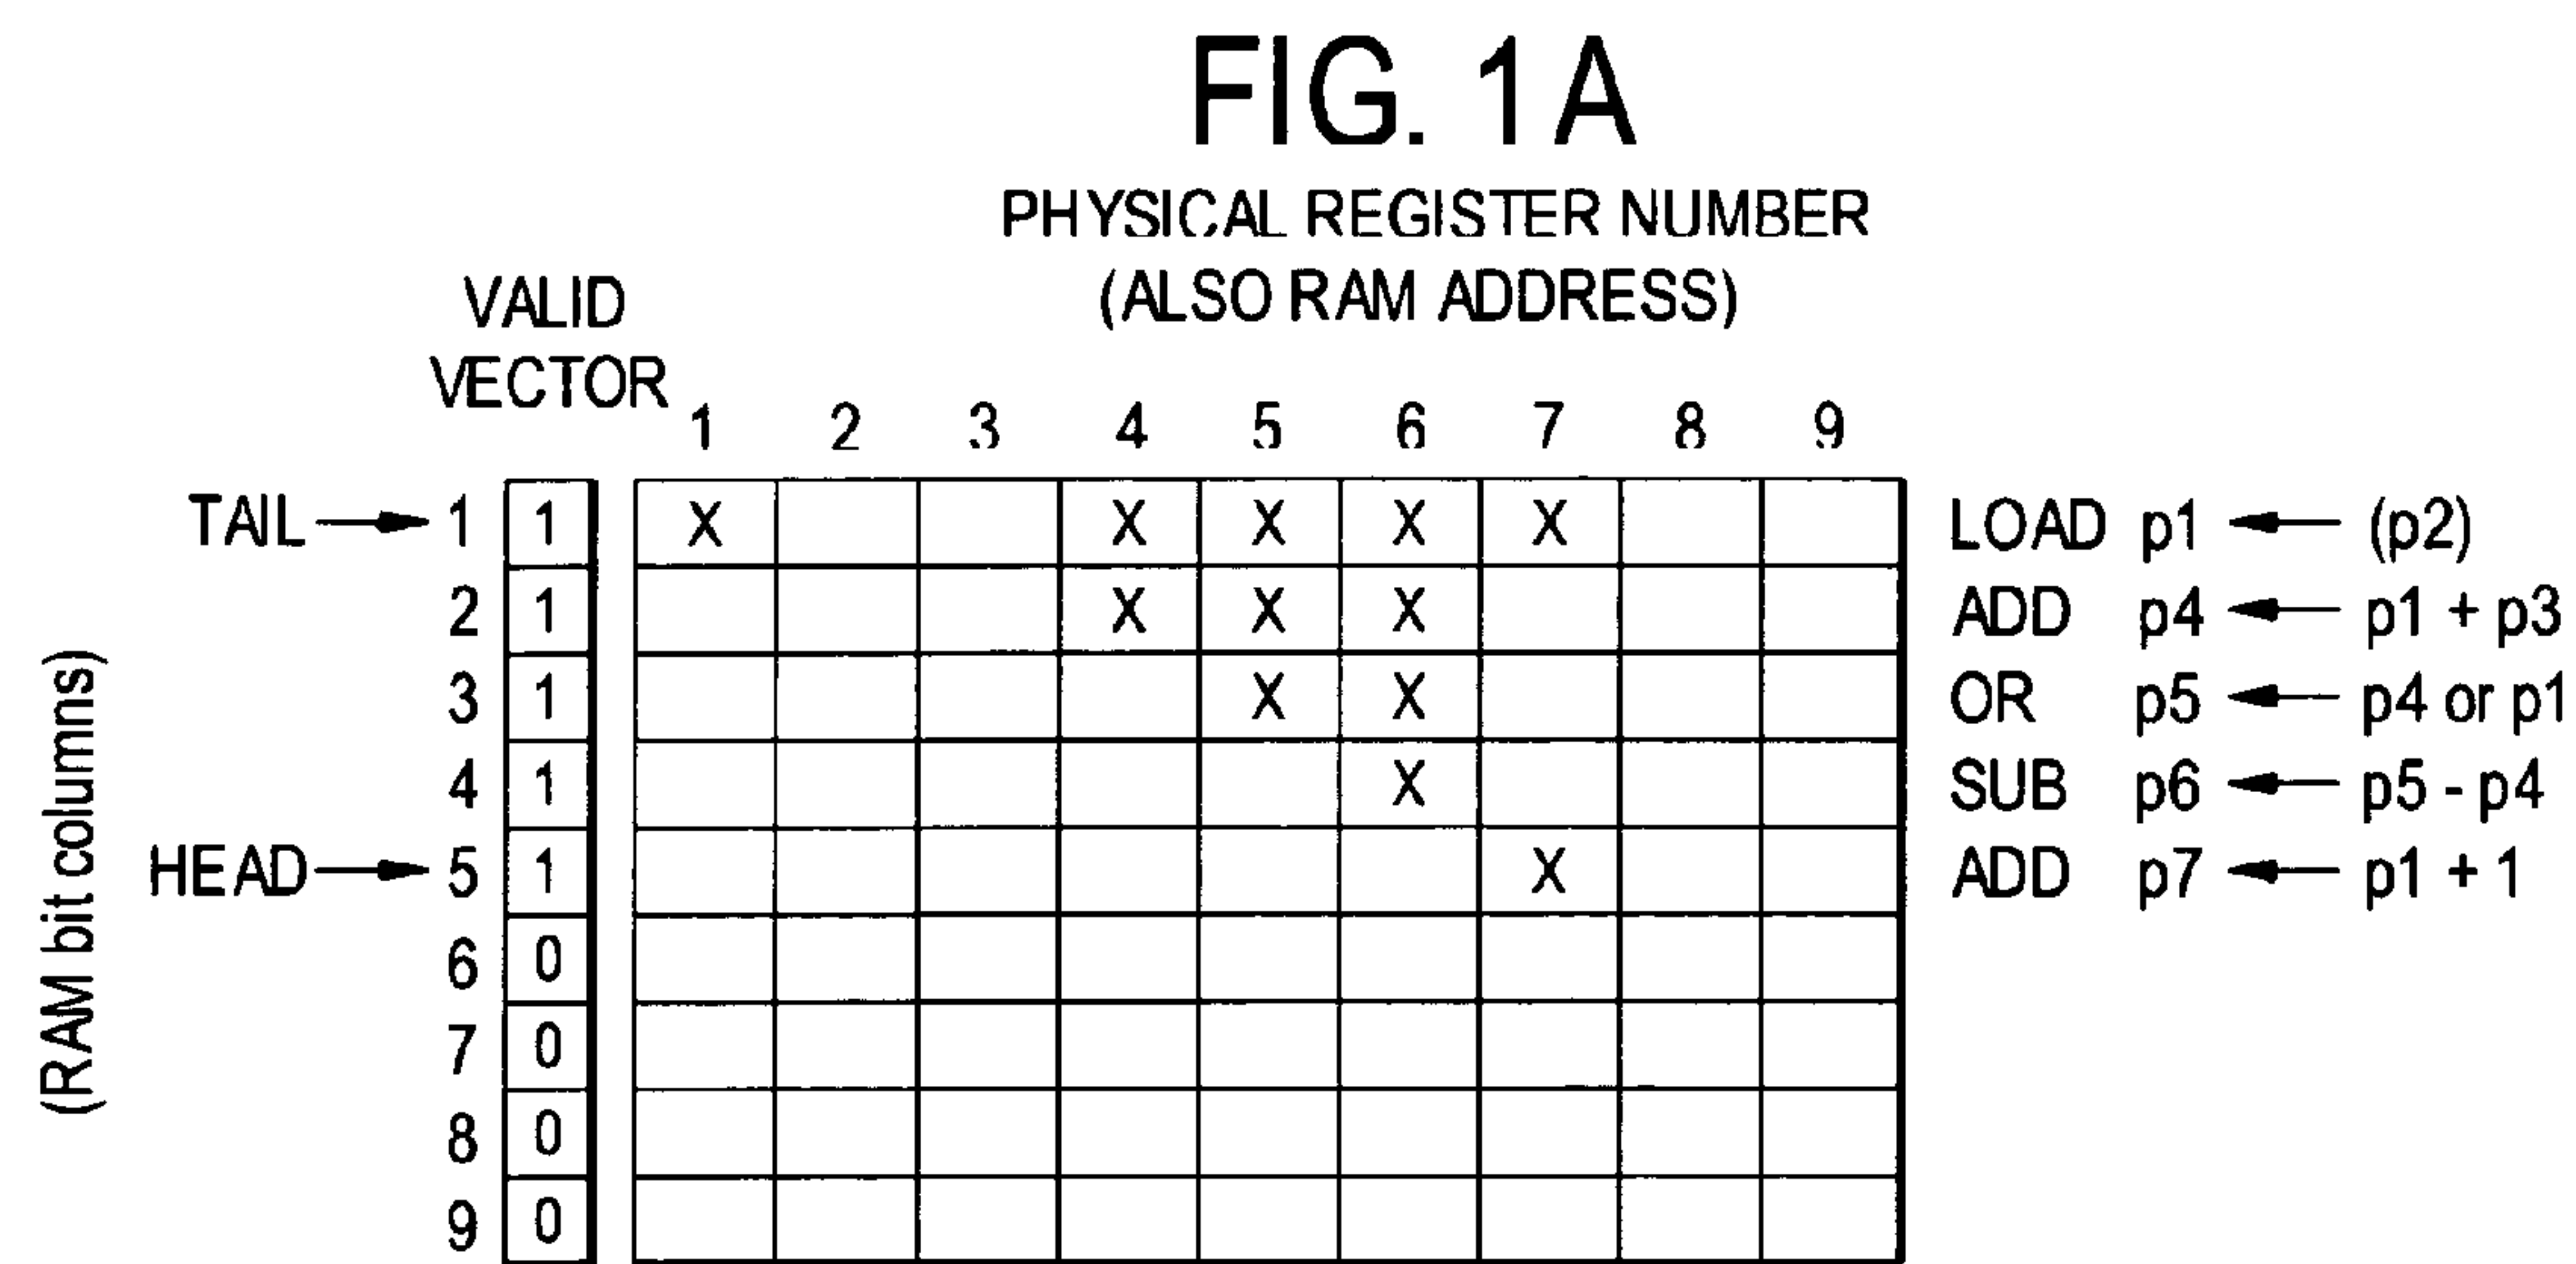 FIG. 1A
PHYSICAL REGISTER NUMBER
(ALSO RAM ADDRESS)
VALID
VECTOR
1 2 3 4 5 6 7 8 9
TAIL 1 1 X X X X X LOAD p1 (p2)
2 1 X X X ADD p4 p1 + p3
3 1 X X OR p5 p4 or p1
4 1 X SUB p6 p5 - p4
HEAD 5 1 X ADD p7 p1 + 1
6 0
7 0
8 0
9 0
(RAM bit columns)